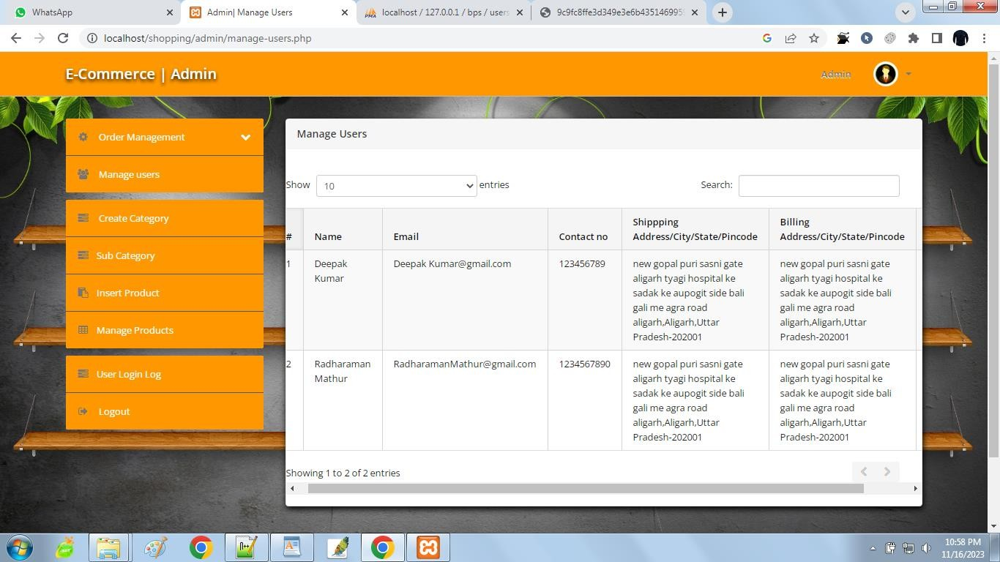 WhatsApp
Admin| Manage Users
localhost / 127.0.0.1 / bps / users
9c9fc8ffe3d349e3e6b4351469959
localhost/shopping/admin/manage-users.php
E-Commerce | Admin
Admin
Order Management
Manage users
Create Category
Sub Category
Insert Product
Manage Products
User Login Log
Logout
Manage Users
Show 10 entries
Search:
# Name Email Contact no Shippping Address/City/State/Pincode Billing Address/City/State/Pincode
1 Deepak Kumar Deepak Kumar@gmail.com 123456789
new gopal puri sasni gate
aligarh tyagi hospital ke
sadak ke aupogit side bali
gali me agra road
aligarh,Aligarh,Uttar
Pradesh-202001
new gopal puri sasni gate
aligarh tyagi hospital ke
sadak ke aupogit side bali
gali me agra road
aligarh,Aligarh,Uttar
Pradesh-202001
2 Radharaman Mathur RadharamanMathur@gmail.com 1234567890
new gopal puri sasni gate
aligarh tyagi hospital ke
sadak ke aupogit side bali
gali me agra road
aligarh,Aligarh,Uttar
Pradesh-202001
new gopal puri sasni gate
aligarh tyagi hospital ke
sadak ke aupogit side bali
gali me agra road
aligarh,Aligarh,Uttar
Pradesh-202001
Showing 1 to 2 of 2 entries
10:58 PM
11/16/2023